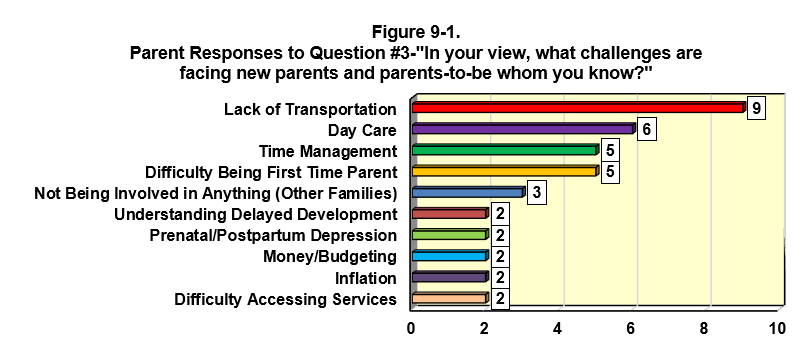 Figure 9-1.
Parent Responses to Question #3-"In your view, what challenges are
facing new parents and parents-to-be whom you know?"
Lack of Transportation 9
Day Care 6
Time Management 5
Difficulty Being First Time Parent 5
Not Being Involved in Anything (Other Families) 3
Understanding Delayed Development 2
Prenatal/Postpartum Depression 2
Money/Budgeting 2
Inflation 2
Difficulty Accessing Services 2
0 2 4 6 8 10